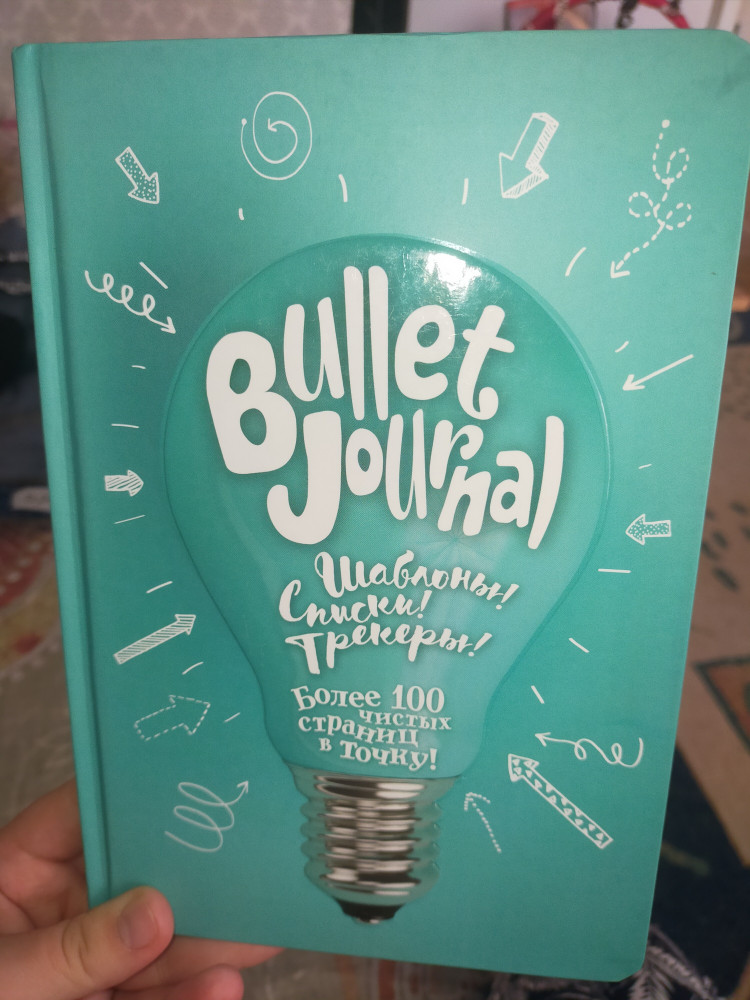 Bullet
Journal
Шаблоны!
Списки!
Трекеры!
Более 100
чистых
страниц
в точку!